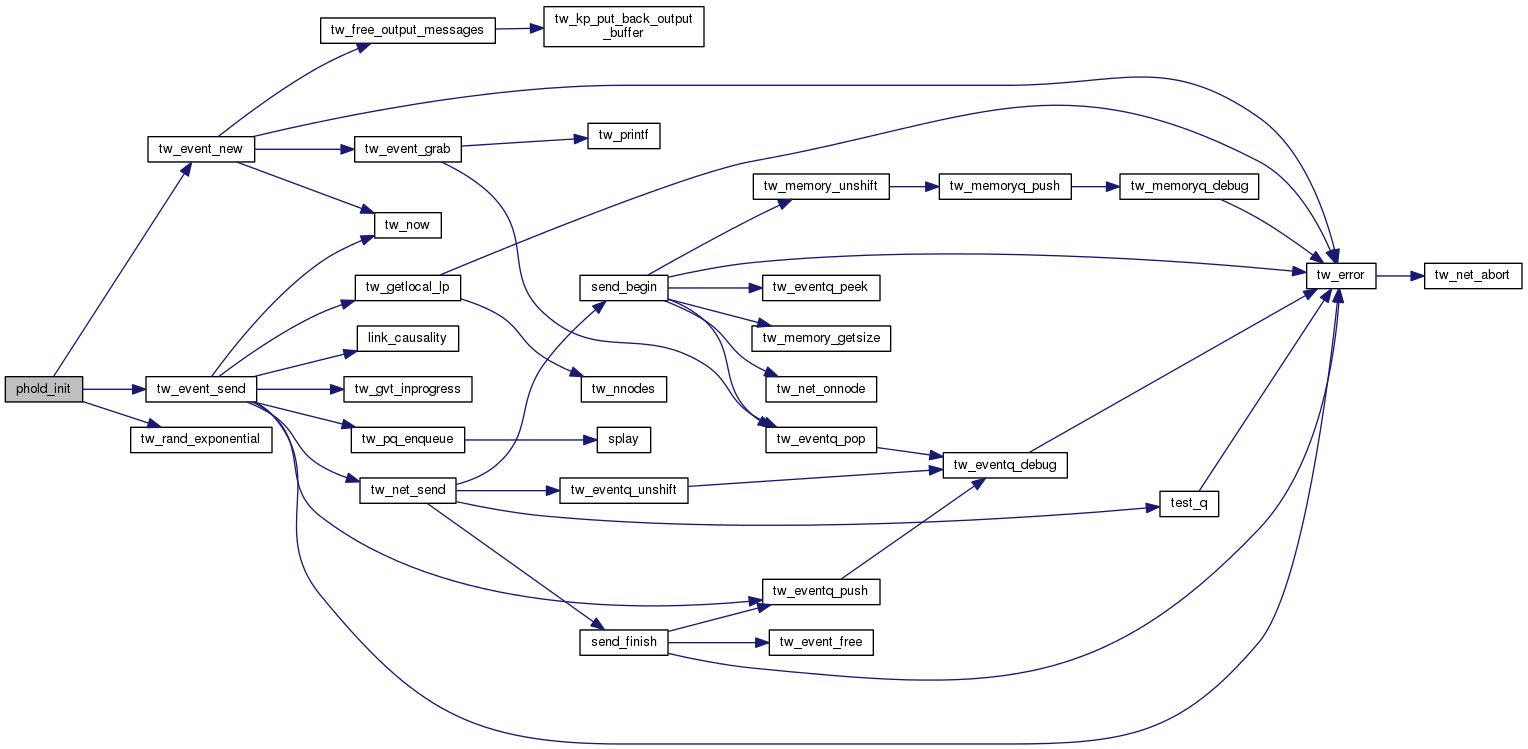 tw_free_output_messages
tw_kp_put_back_output
_buffer
tw_event_new
tw_event_grab
tw_printf
tw_now
tw_memory_unshift
tw_memoryq_push
tw_memoryq_debug
tw_getlocal_lp
send_begin
tw_eventq_peek
tw_error
tw_net_abort
link_causality
tw_memory_getsize
phold_init
tw_event_send
tw_gvt_inprogress
tw_nnodes
tw_net_onnode
tw_rand_exponential
tw_pq_enqueue
splay
tw_eventq_pop
tw_eventq_debug
tw_net_send
tw_eventq_unshift
test_q
tw_eventq_push
send_finish
tw_event_free